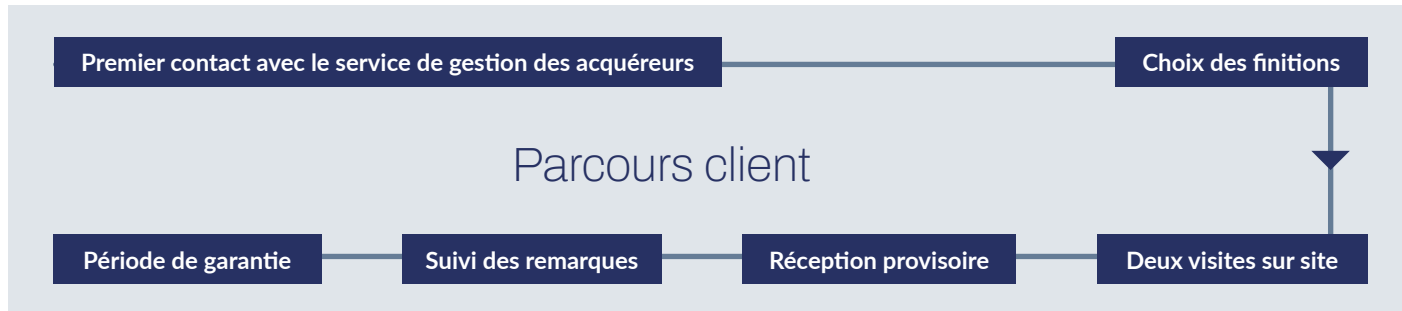 Premier contact avec le service de gestion des acquéreurs
Choix des finitions
Parcours client
Période de garantie
Suivi des remarques
Réception provisoire
Deux visites sur site